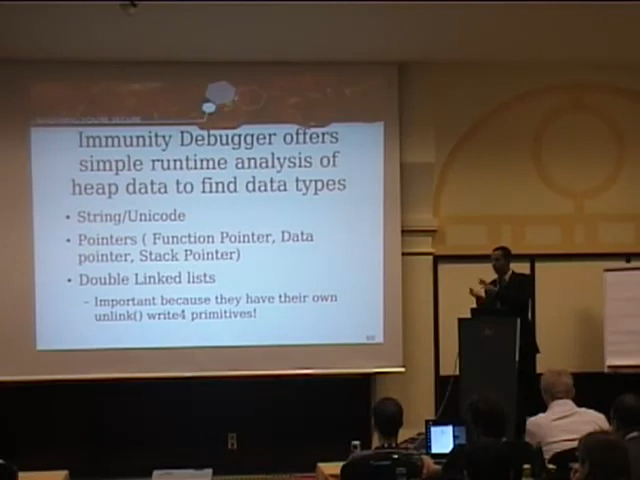 Immunity Debugger offers
simple runtime analysis of
heap data to find data types
• String/Unicode
• Pointers ( Function Pointer, Data
pointer, Stack Pointer)
• Double Linked lists
– Important because they have their own
unlink() write4 primitives!